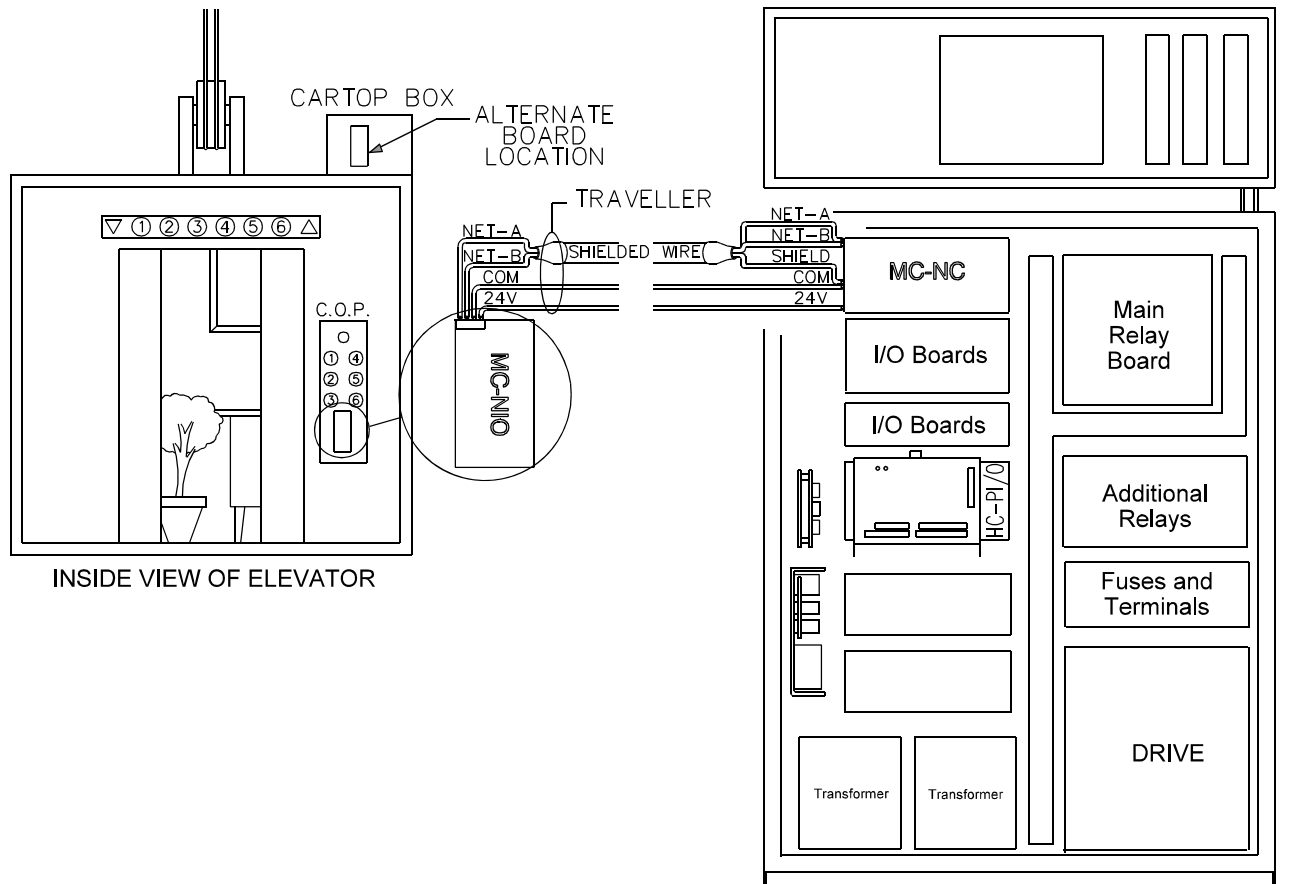 CARTOP BOX
ALTERNATE
BOARD
LOCATION
TRAVELLER
1 2 3 4 5 6
NET-A
NET-B
COM
24V
SHIELDED WIRE
NET-A
NET-B
SHIELD
COM
24V
C.O.P.
1 4
2 5
3 6
MC-NIO
MC-NC
I/O Boards
I/O Boards
HC-PI/O
Main
Relay
Board
Additional
Relays
Fuses and
Terminals
DRIVE
Transformer
Transformer
INSIDE VIEW OF ELEVATOR